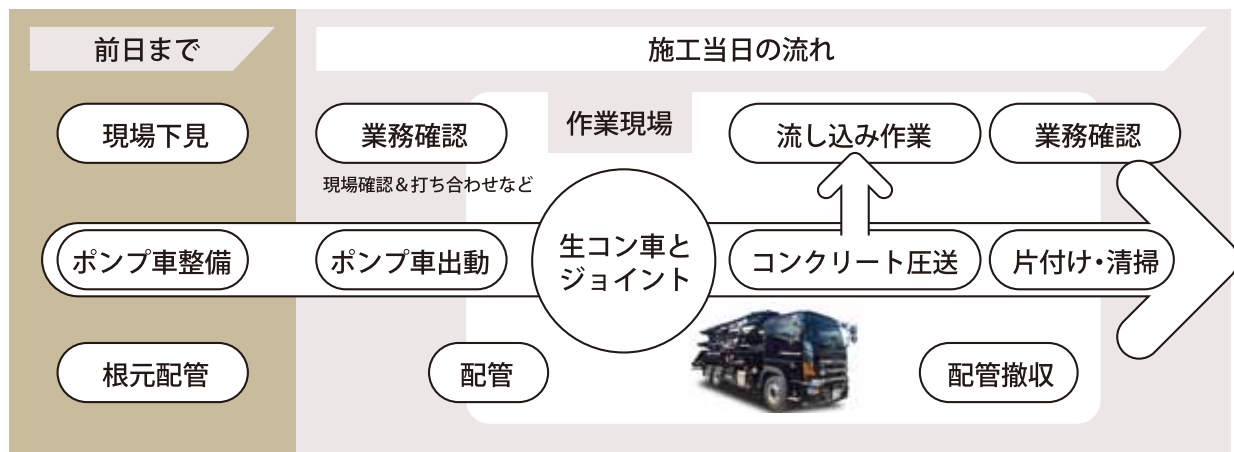 前日まで
施工当日の流れ
現場下見
業務確認
作業現場
流し込み作業
業務確認
現場確認＆打ち合わせなど
ポンプ車整備
ポンプ車出動
生コン車と
ジョイント
コンクリート圧送
片付け・清掃
根元配管
配管
配管撤収